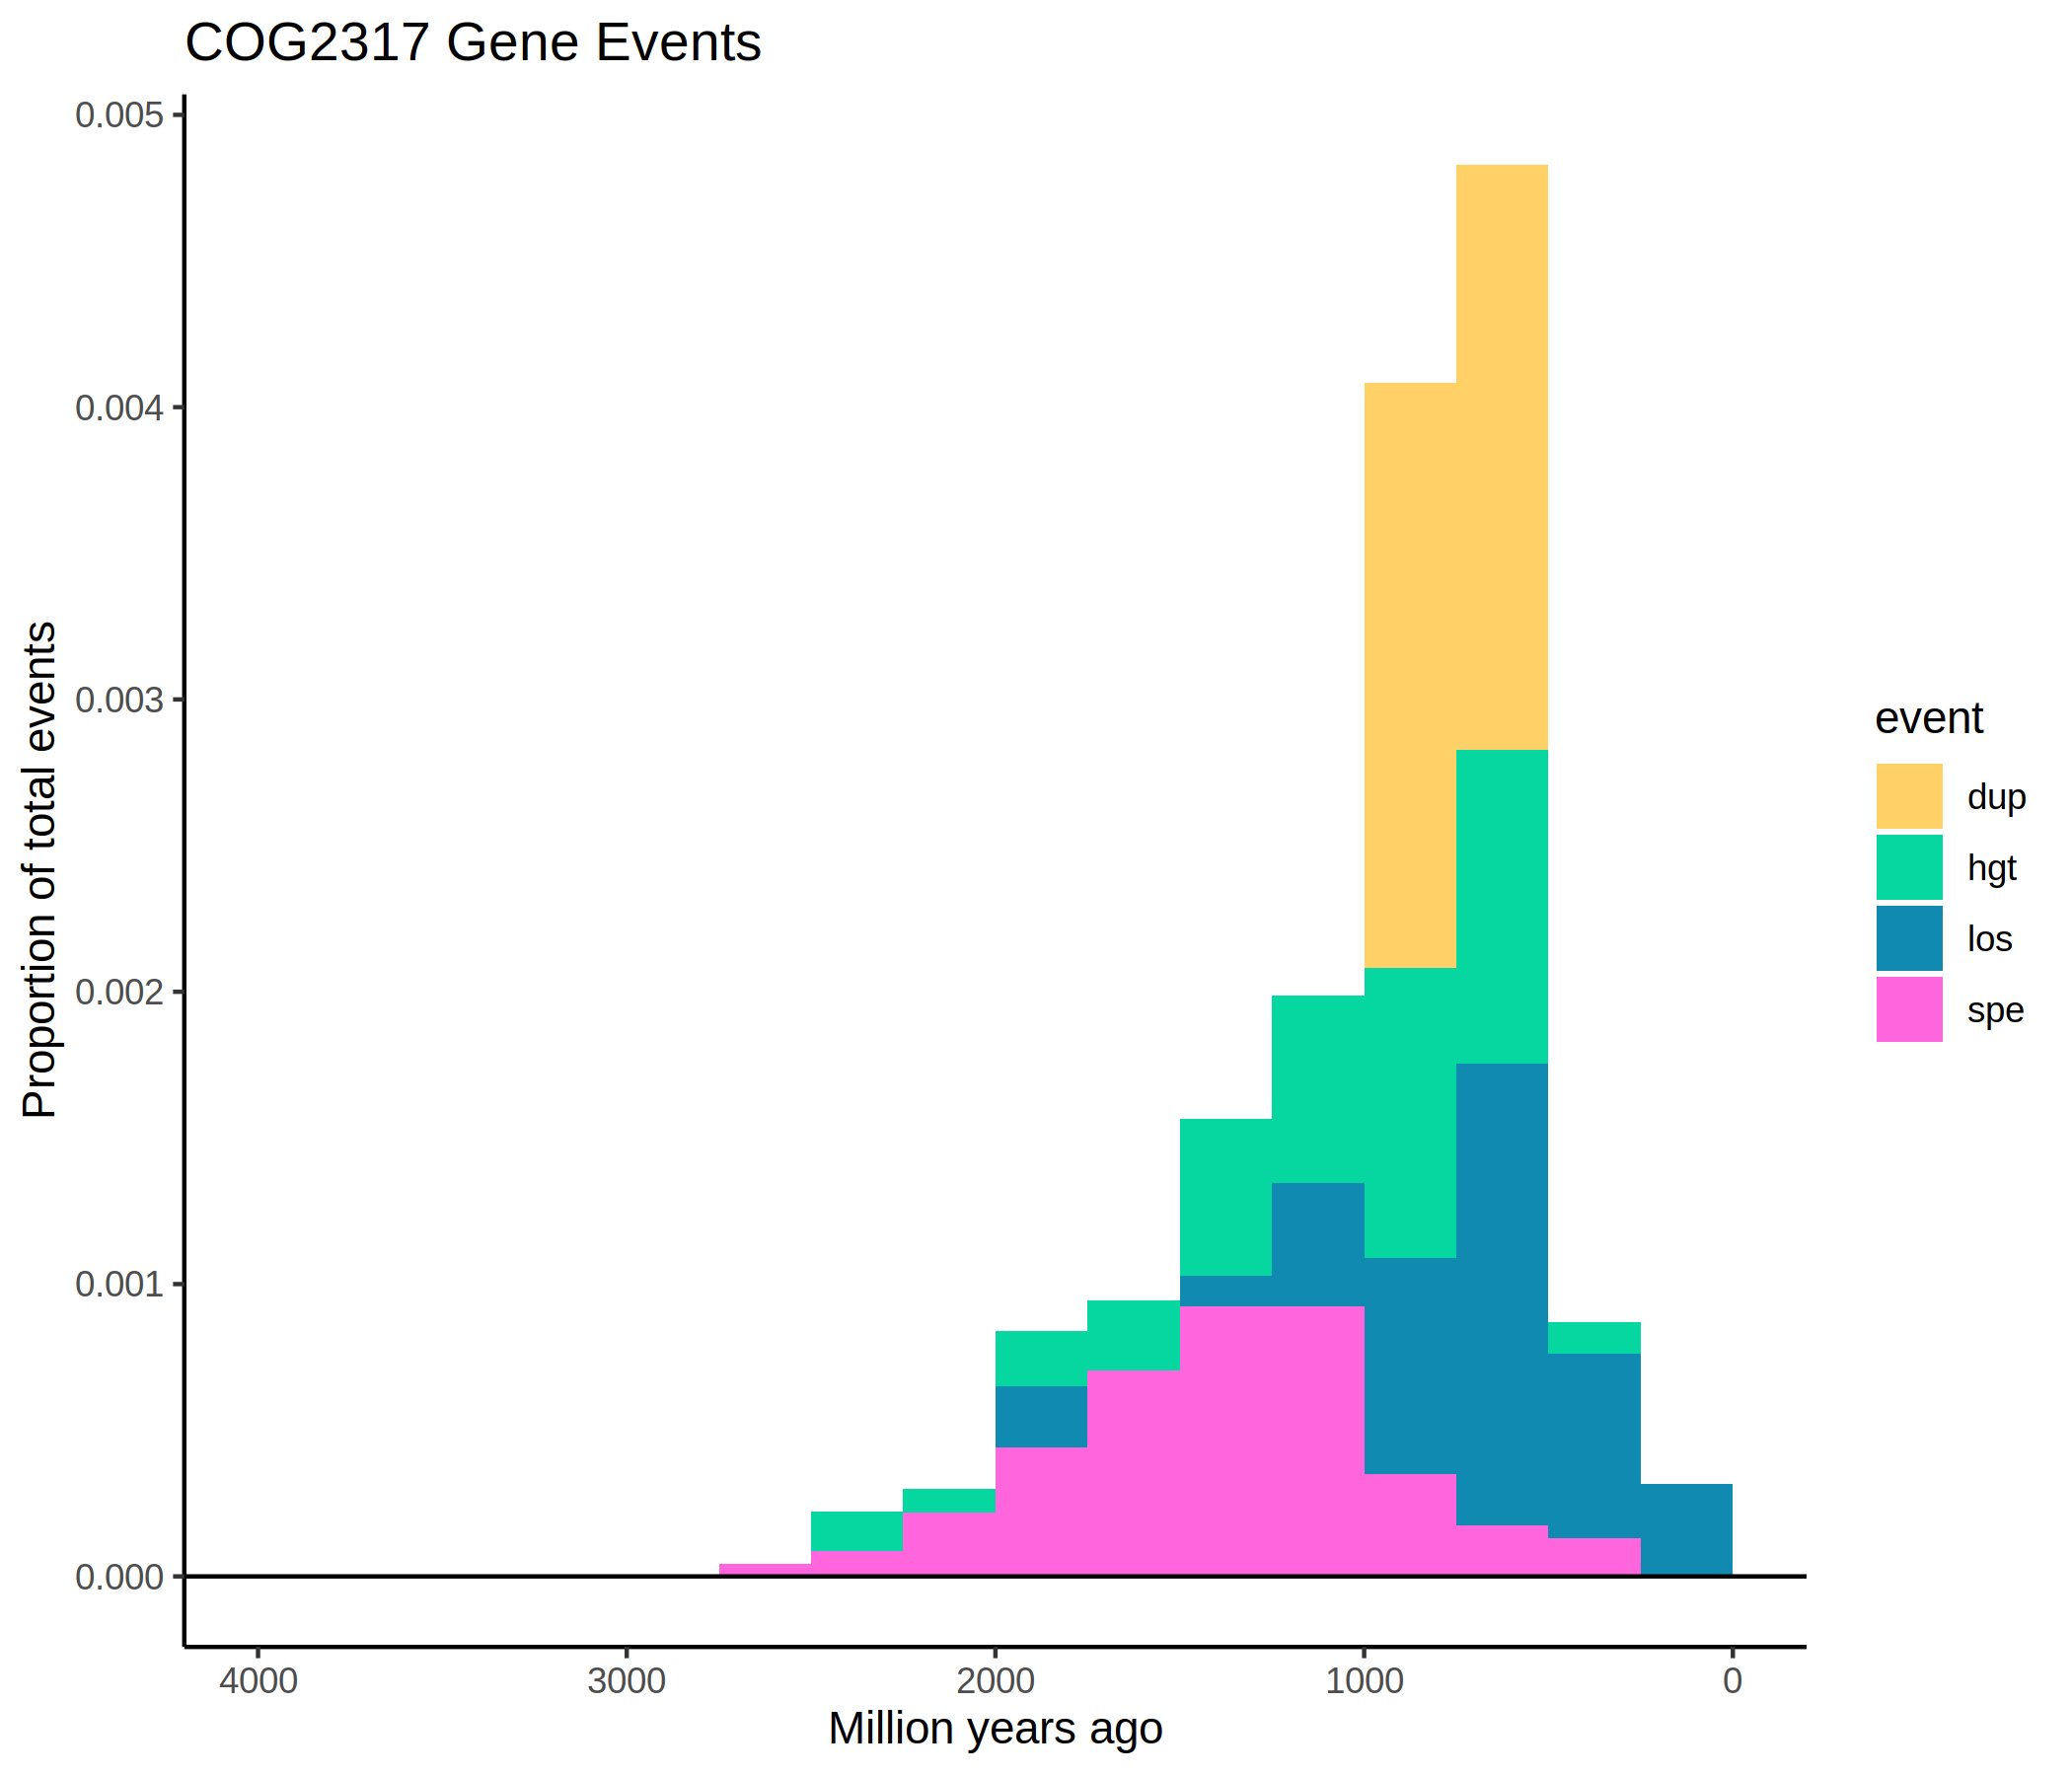 COG2317 Gene Events
0.005
0.004
0.003
0.002
0.001
0.000
Proportion of total events
4000 3000 2000 1000 0
Million years ago
event
dup
hgt
los
spe